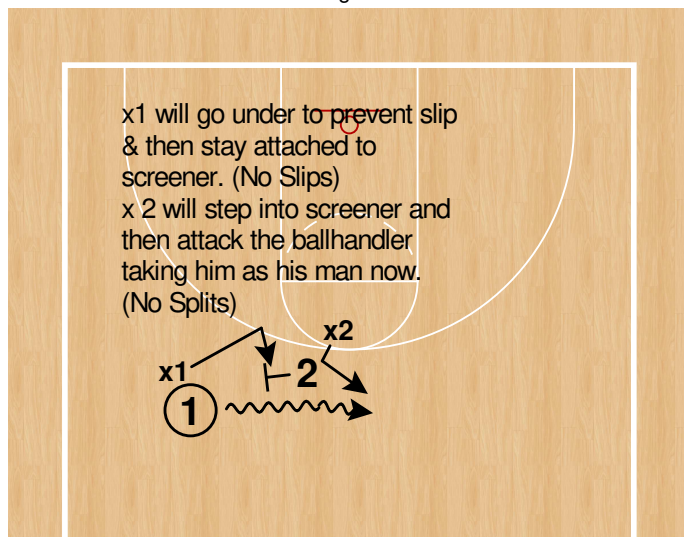 x1 will go under to prevent slip
& then stay attached to
screener. (No Slips)
x 2 will step into screener and
then attack the ballhandler
taking him as his man now.
(No Splits)
x2
x1
2
1